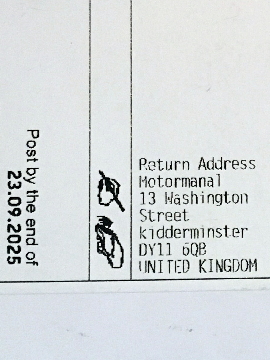 Post by the end of
23.09.2025
Return Address
Motormanal
13 Washington
Street
kidderminster
DY11 6QB
UNITED KINGDOM